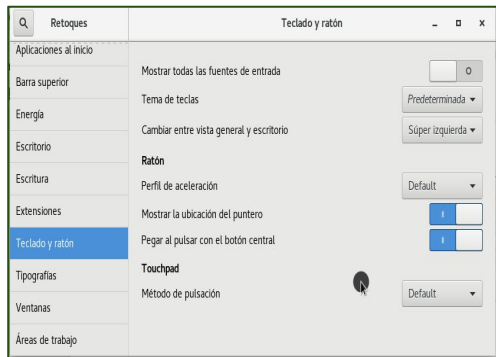 Retoques
Teclado y ratón
Aplicaciones al inicio
Barra superior
Energía
Escritorio
Escritura
Extensiones
Teclado y ratón
Tipografías
Ventanas
Áreas de trabajo
Mostrar todas las fuentes de entrada
Tema de teclas Predeterminada
Cambiar entre vista general y escritorio Súper izquierda
Ratón
Perfil de aceleración Default
Mostrar la ubicación del puntero
Pegar al pulsar con el botón central
Touchpad
Método de pulsación Default